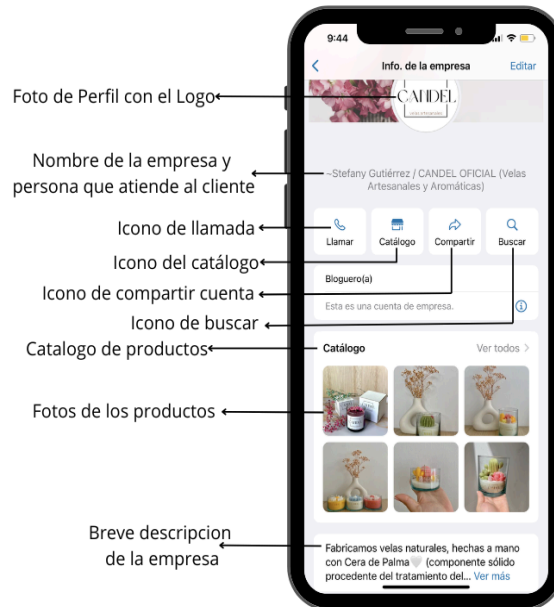 9:44
Info. de la empresa
Editar
Foto de Perfil con el Logo
CANDEL
Nombre de la empresa y
persona que atiende al cliente
~Stefany Gutiérrez / CANDEL OFICIAL (Velas
Artesanales y Aromáticas)
Icono de llamada
Icono del catálogo
Icono de compartir cuenta
Icono de buscar
Llamar
Catálogo
Compartir
Buscar
Bloguero(a)
Esta es una cuenta de empresa.
Catalogo de productos
Catálogo
Ver todos
Fotos de los productos
Breve descripcion
de la empresa
Fabricamos velas naturales, hechas a mano
con Cera de Palma🤍 (componente sólido
procedente del tratamiento del... Ver más